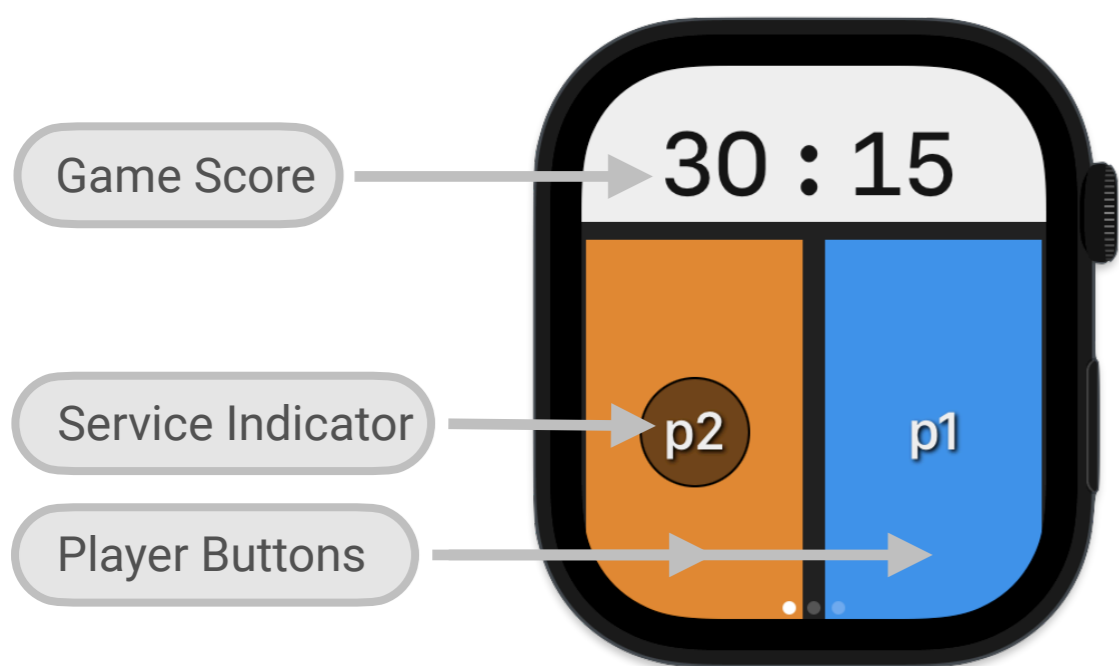 Game Score
30 : 15
Service Indicator
p2
p1
Player Buttons